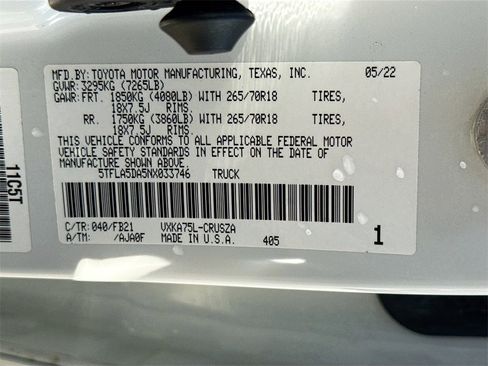 MFD.BY: TOYOTA MOTOR MANUFACTURING, TEXAS, INC. 05/22
GVWR: 3295KG (7265LB)
GAWR: FRT. 1850KG (4080LB) WITH 265/70R18 TIRES,
18X7.5J RIMS.
RR. 1750KG (3860LB) WITH 265/70R18 TIRES,
18X7.5J RIMS.
THIS VEHICLE CONFORMS TO ALL APPLICABLE FEDERAL MOTOR
VEHICLE SAFETY STANDARDS IN EFFECT ON THE DATE OF
MANUFACTURE SHOWN ABOVE.
5TFLA5DA5NX033746 TRUCK
C/TR: 040/FB21 VXKA75L-CRUSZA
A/TM: /AJA0F MADE IN U.S.A. 405 1
11C5T